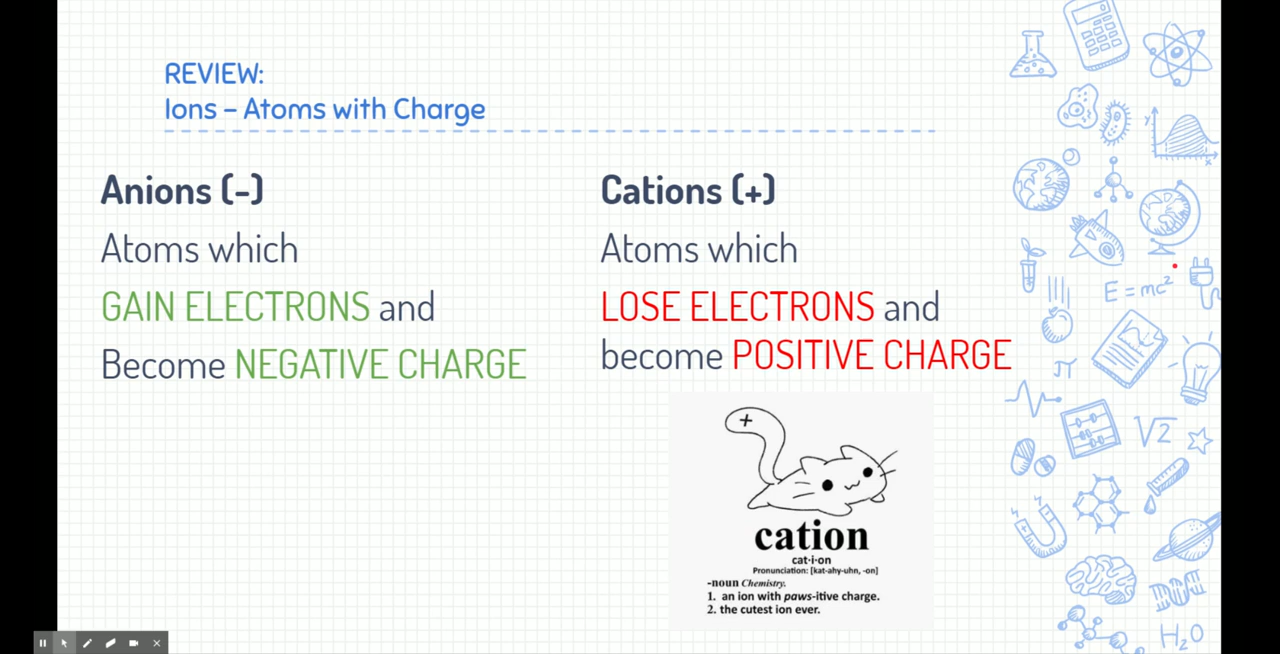 REVIEW:
Ions – Atoms with Charge
Anions (-)
Atoms which
GAIN ELECTRONS and
Become NEGATIVE CHARGE
Cations (+)
Atoms which
LOSE ELECTRONS and
become POSITIVE CHARGE
+
cation
cat·i·on
Pronunciation: [kat-ahy-uhn, -on]
-noun Chemistry.
1. an ion with paws-itive charge.
2. the cutest ion ever.
y
x
E = mc²
π
√2
H₂O